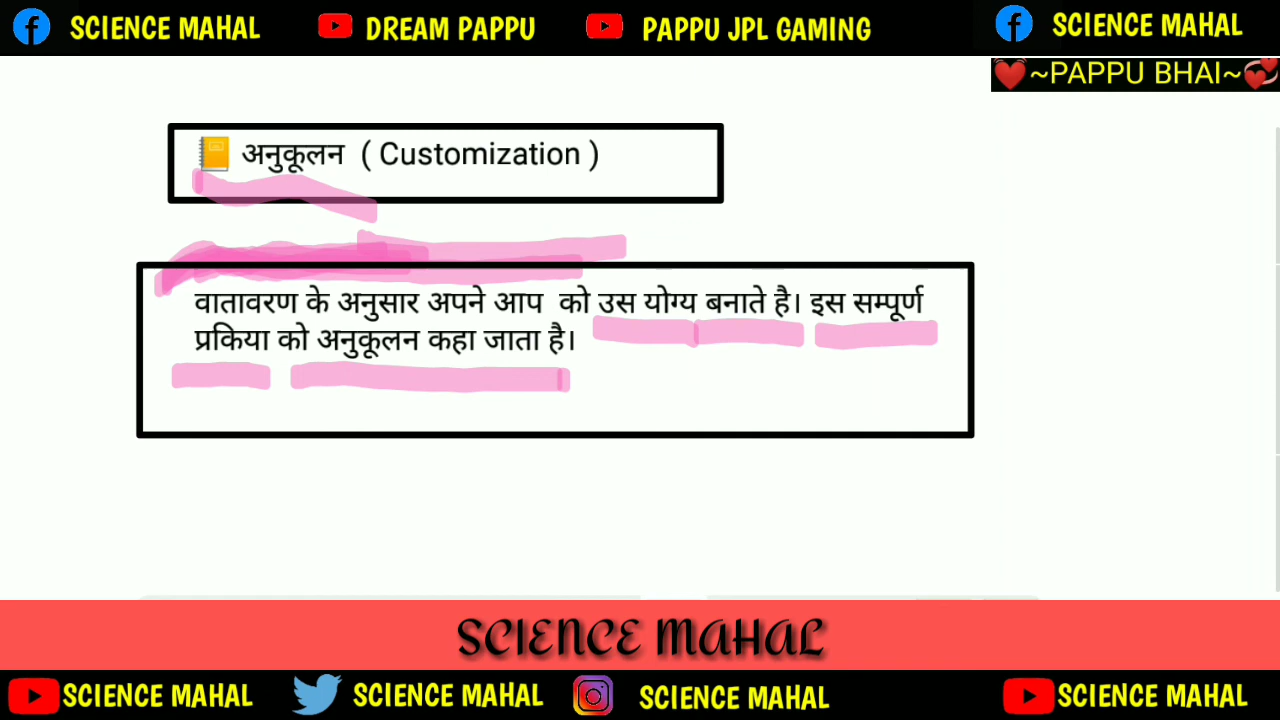 SCIENCE MAHAL DREAM PAPPU PAPPU JPL GAMING SCIENCE MAHAL
~PAPPU BHAI~
अनुकूलन ( Customization )
वातावरण के अनुसार अपने आप को उस योग्य बनाते है। इस सम्पूर्ण
प्रकिया को अनुकूलन कहा जाता है।
SCIENCE MAHAL
SCIENCE MAHAL SCIENCE MAHAL SCIENCE MAHAL SCIENCE MAHAL